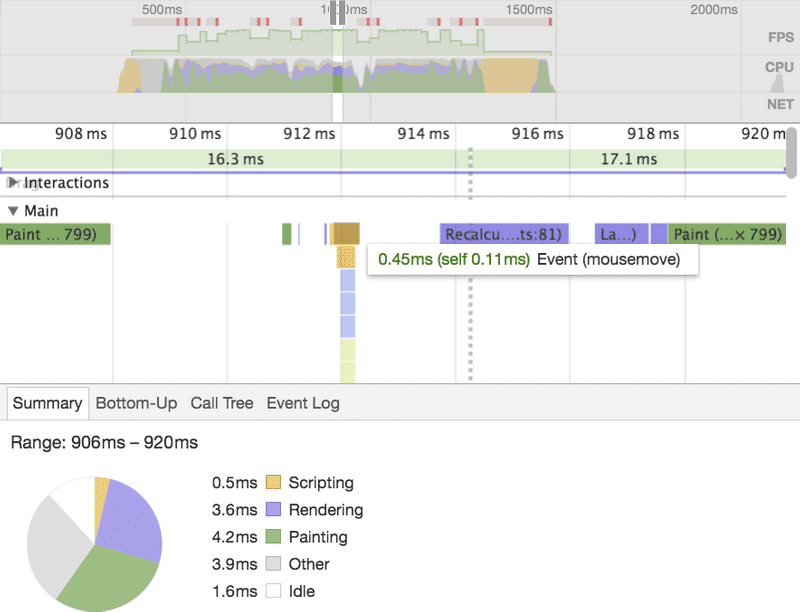 500ms 1000ms 1500ms 2000ms
FPS
CPU
NET
908 ms 910 ms 912 ms 914 ms 916 ms 918 ms 920 m
16.3 ms 17.1 ms
Interactions
Main
Paint ... 799) Recalcu....ts:81) La...) Paint (...× 799)
0.45ms (self 0.11ms) Event (mousemove)
Summary Bottom-Up Call Tree Event Log
Range: 906ms – 920ms
0.5ms Scripting
3.6ms Rendering
4.2ms Painting
3.9ms Other
1.6ms Idle